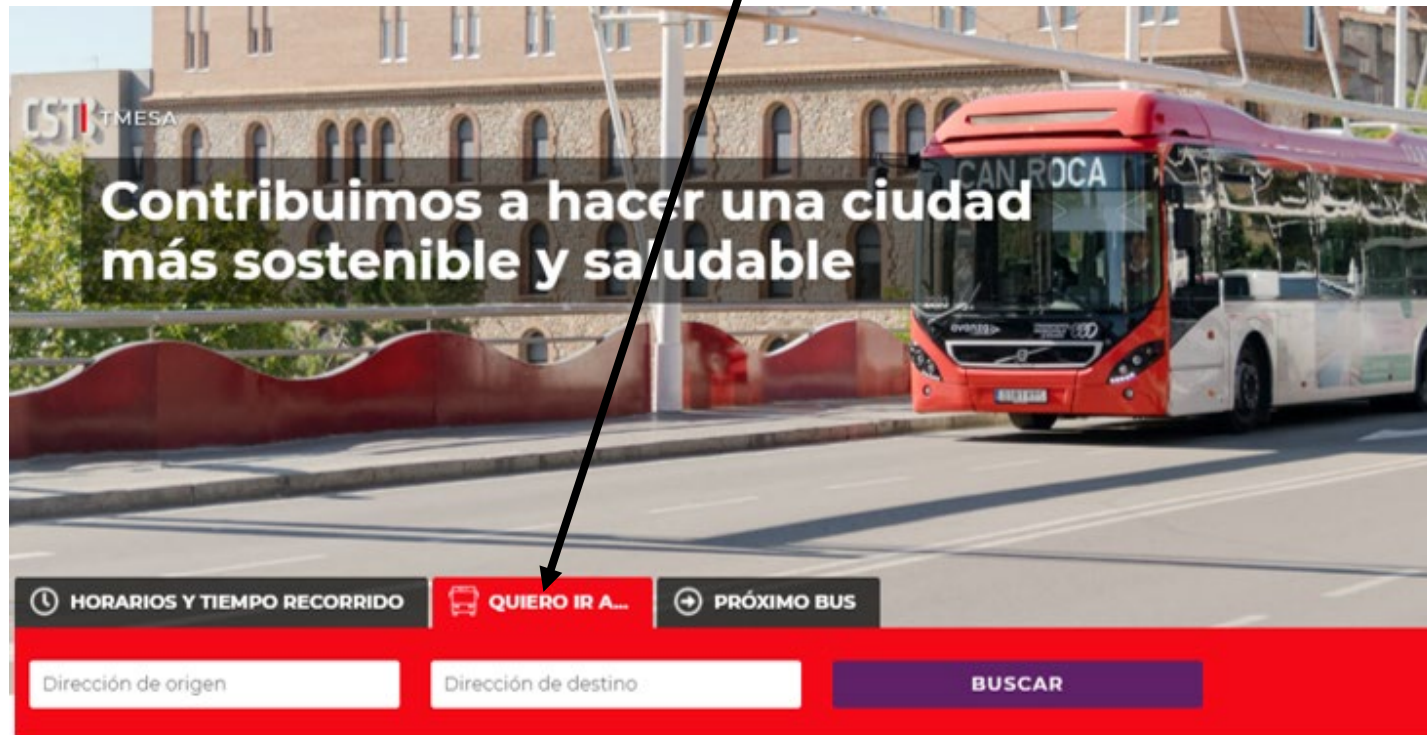 CST
TMESA
CAN ROCA
Contribuimos a hacer una ciudad
más sostenible y saludable
avanza
HORARIOS Y TIEMPO RECORRIDO
QUIERO IR A...
PRÓXIMO BUS
Dirección de origen
Dirección de destino
BUSCAR